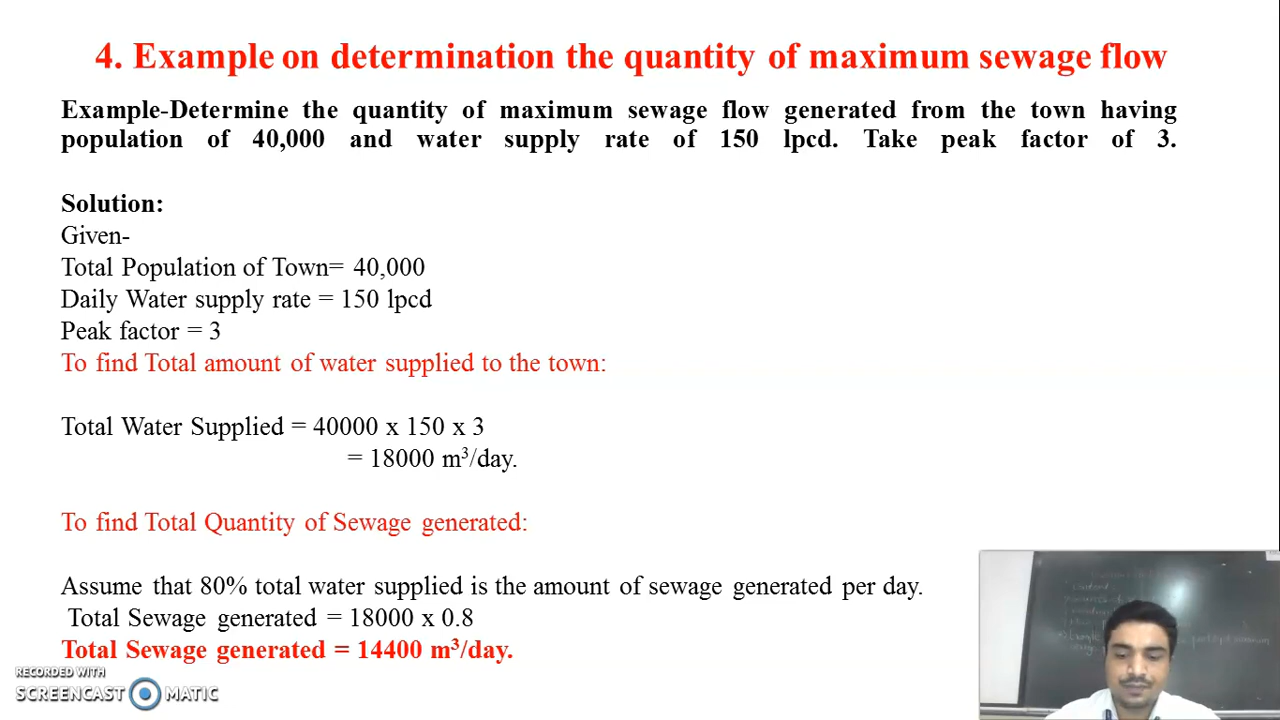 4. Example on determination the quantity of maximum sewage flow
Example-Determine the quantity of maximum sewage flow generated from the town having
population of 40,000 and water supply rate of 150 lpcd. Take peak factor of 3.
Solution:
Given-
Total Population of Town= 40,000
Daily Water supply rate = 150 lpcd
Peak factor = 3
To find Total amount of water supplied to the town:
Total Water Supplied = 40000 x 150 x 3
= 18000 m³/day.
To find Total Quantity of Sewage generated:
Assume that 80% total water supplied is the amount of sewage generated per day.
Total Sewage generated = 18000 x 0.8
Total Sewage generated = 14400 m³/day.
RECORDED WITH
SCREENCAST MATIC